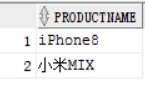 PRODUCTNAME
1 iPhone8
2 小米MIX